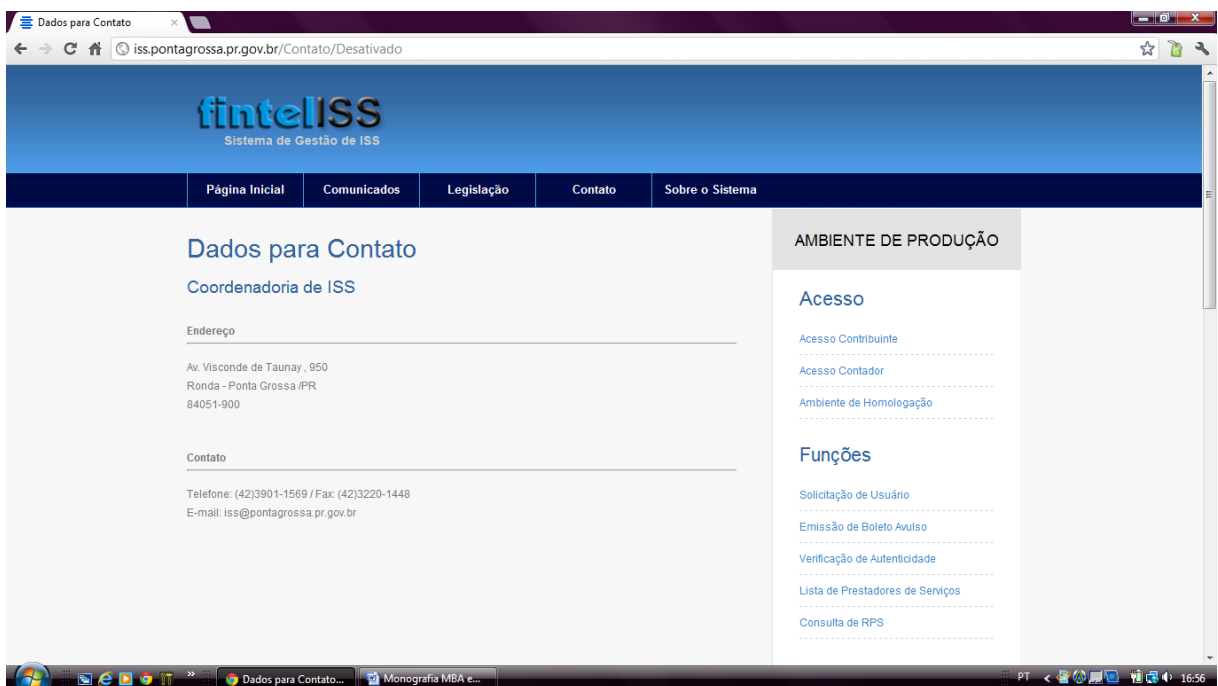 Dados para Contato
iss.pontagrossa.pr.gov.br/Contato/Desativado
fintelISS
Sistema de Gestão de ISS
Página Inicial
Comunicados
Legislação
Contato
Sobre o Sistema
Dados para Contato
Coordenadoria de ISS
Endereço
Av. Visconde de Taunay , 950
Ronda - Ponta Grossa /PR
84051-900
Contato
Telefone: (42)3901-1569 / Fax: (42)3220-1448
E-mail: iss@pontagrossa.pr.gov.br
AMBIENTE DE PRODUÇÃO
Acesso
Acesso Contribuinte
Acesso Contador
Ambiente de Homologação
Funções
Solicitação de Usuário
Emissão de Boleto Avulso
Verificação de Autenticidade
Lista de Prestadores de Serviços
Consulta de RPS
Dados para Contato...
Monografia MBA e...
PT
16:56